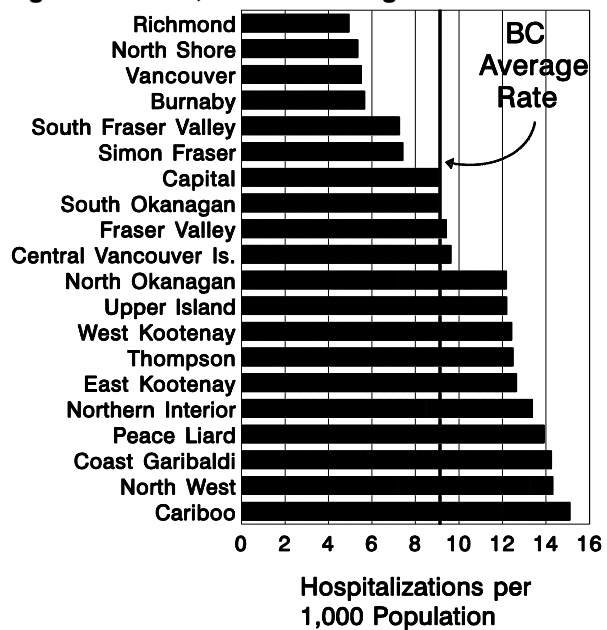 Richmond
North Shore
Vancouver
Burnaby
South Fraser Valley
Simon Fraser
Capital
South Okanagan
Fraser Valley
Central Vancouver Is.
North Okanagan
Upper Island
West Kootenay
Thompson
East Kootenay
Northern Interior
Peace Liard
Coast Garibaldi
North West
Cariboo
BC
Average
Rate
0 2 4 6 8 10 12 14 16
Hospitalizations per
1,000 Population